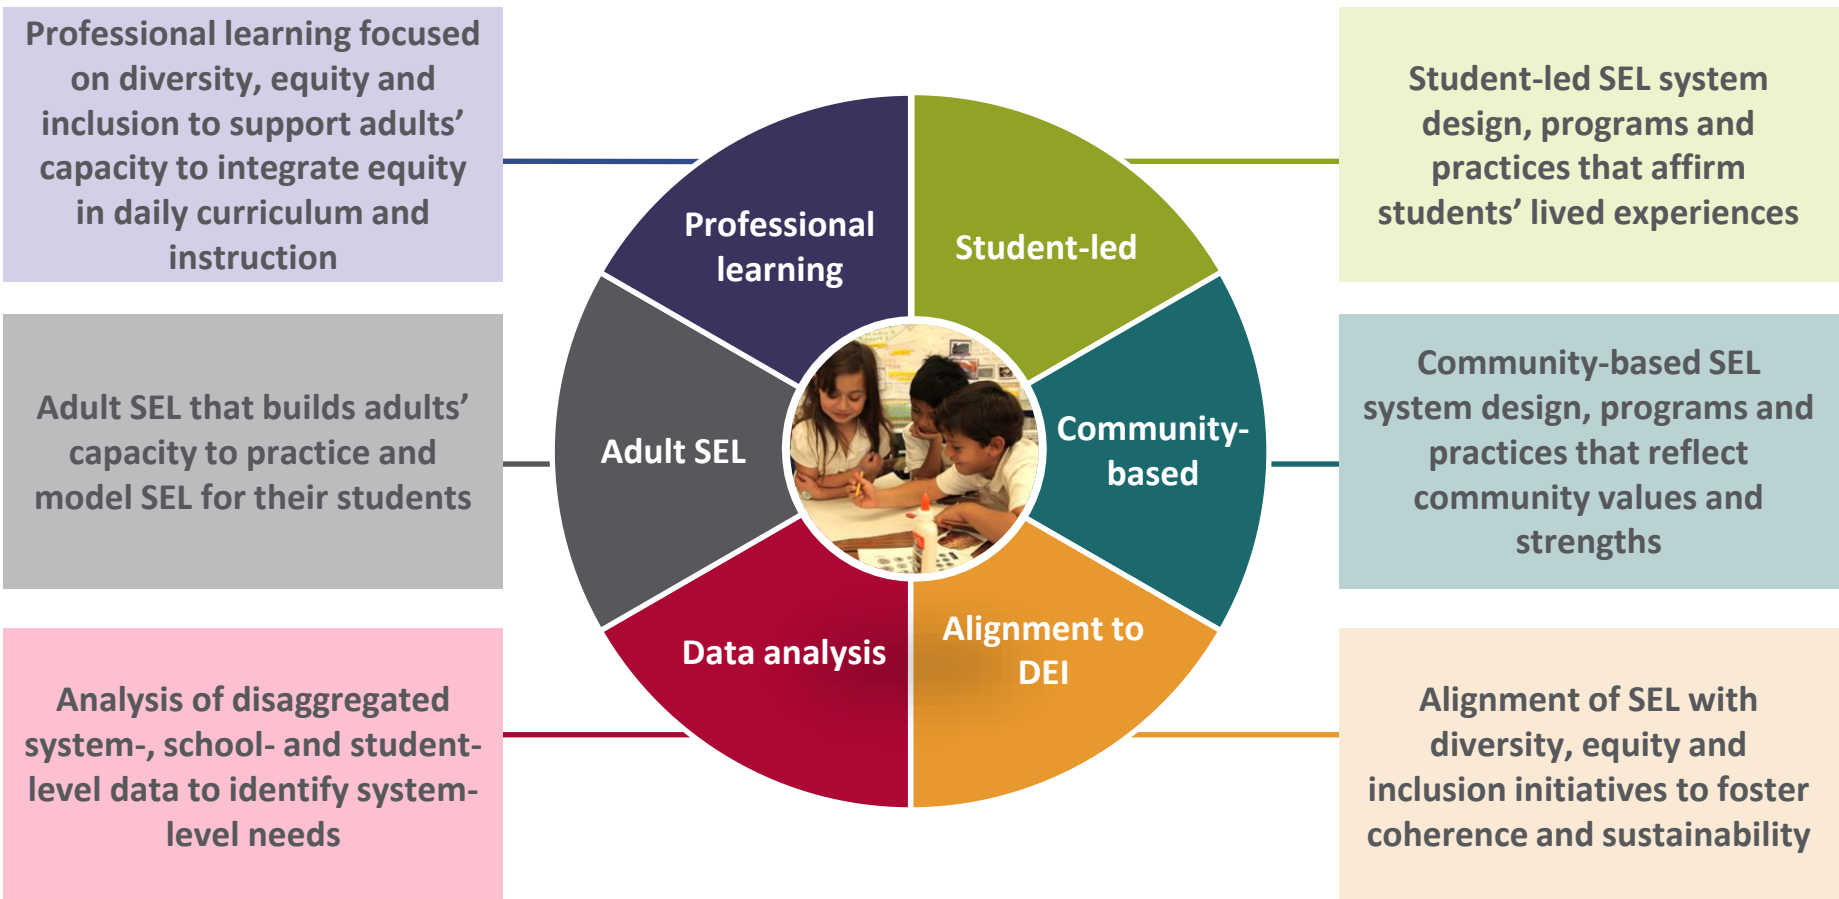 Professional learning focused
on diversity, equity and
inclusion to support adults’
capacity to integrate equity
in daily curriculum and
instruction
Adult SEL that builds adults’
capacity to practice and
model SEL for their students
Analysis of disaggregated
system-, school- and student-
level data to identify system-
level needs
Professional
learning
Student-led
Adult SEL
Community-
based
Data analysis
Alignment to
DEI
Student-led SEL system
design, programs and
practices that affirm
students’ lived experiences
Community-based SEL
system design, programs and
practices that reflect
community values and
strengths
Alignment of SEL with
diversity, equity and
inclusion initiatives to foster
coherence and sustainability